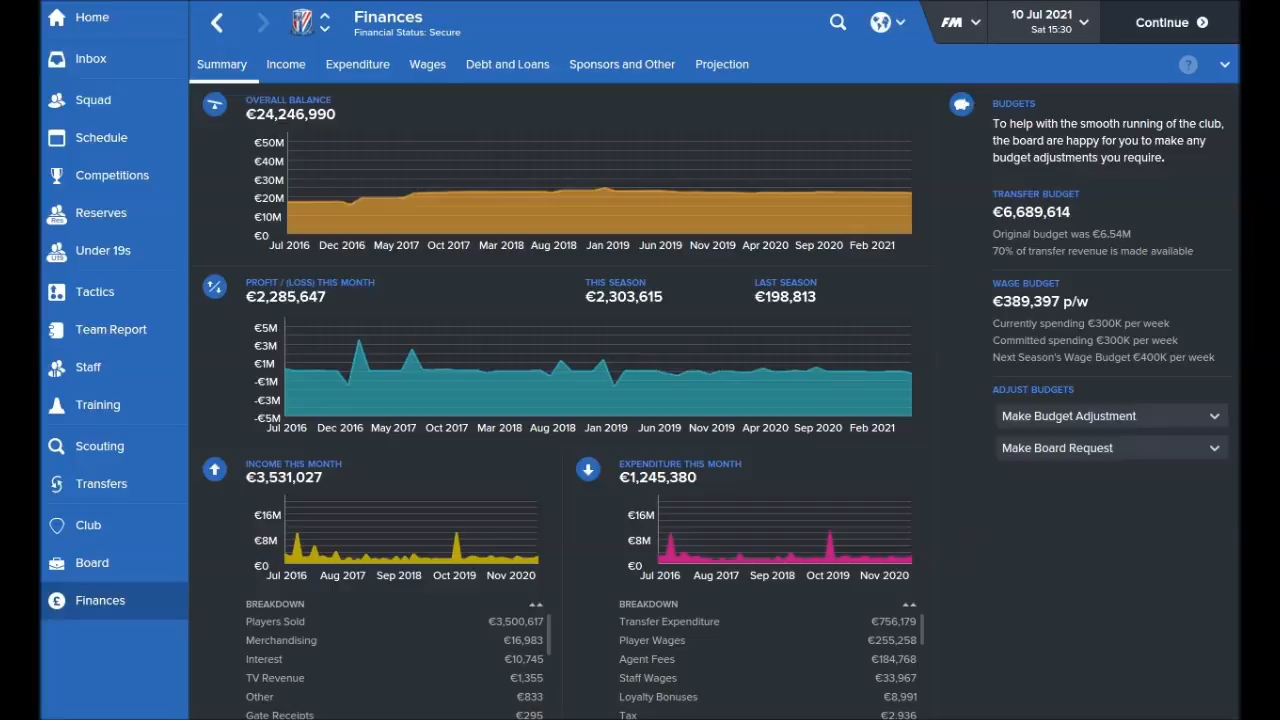 Home
Inbox
Squad
Schedule
Competitions
Reserves
Under 19s
Tactics
Team Report
Staff
Training
Scouting
Transfers
Club
Board
Finances
Finances
Financial Status: Secure
FM
10 Jul 2021
Sat 15:30
Continue
Summary Income Expenditure Wages Debt and Loans Sponsors and Other Projection
?
OVERALL BALANCE
€24,246,990
€50M
€40M
€30M
€20M
€10M
€0
Jul 2016 Dec 2016 May 2017 Oct 2017 Mar 2018 Aug 2018 Jan 2019 Jun 2019 Nov 2019 Apr 2020 Sep 2020 Feb 2021
PROFIT / (LOSS) THIS MONTH
€2,285,647
THIS SEASON
€2,303,615
LAST SEASON
€198,813
€5M
€3M
€1M
-€1M
-€3M
-€5M
Jul 2016 Dec 2016 May 2017 Oct 2017 Mar 2018 Aug 2018 Jan 2019 Jun 2019 Nov 2019 Apr 2020 Sep 2020 Feb 2021
INCOME THIS MONTH
€3,531,027
€16M
€8M
€0
Jul 2016 Aug 2017 Sep 2018 Oct 2019 Nov 2020
BREAKDOWN
Players Sold €3,500,617
Merchandising €16,983
Interest €10,745
TV Revenue €1,355
Other €833
Gate Receipts €295
EXPENDITURE THIS MONTH
€1,245,380
€16M
€8M
€0
Jul 2016 Aug 2017 Sep 2018 Oct 2019 Nov 2020
BREAKDOWN
Transfer Expenditure €756,179
Player Wages €255,258
Agent Fees €184,768
Staff Wages €33,967
Loyalty Bonuses €8,991
Tax €2,936
BUDGETS
To help with the smooth running of the club,
the board are happy for you to make any
budget adjustments you require.
TRANSFER BUDGET
€6,689,614
Original budget was €6.54M
70% of transfer revenue is made available
WAGE BUDGET
€389,397 p/w
Currently spending €300K per week
Committed spending €300K per week
Next Season's Wage Budget €400K per week
ADJUST BUDGETS
Make Budget Adjustment
Make Board Request